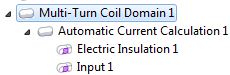 Multi-Turn Coil Domain 1
Automatic Current Calculation 1
Electric Insulation 1
Input 1